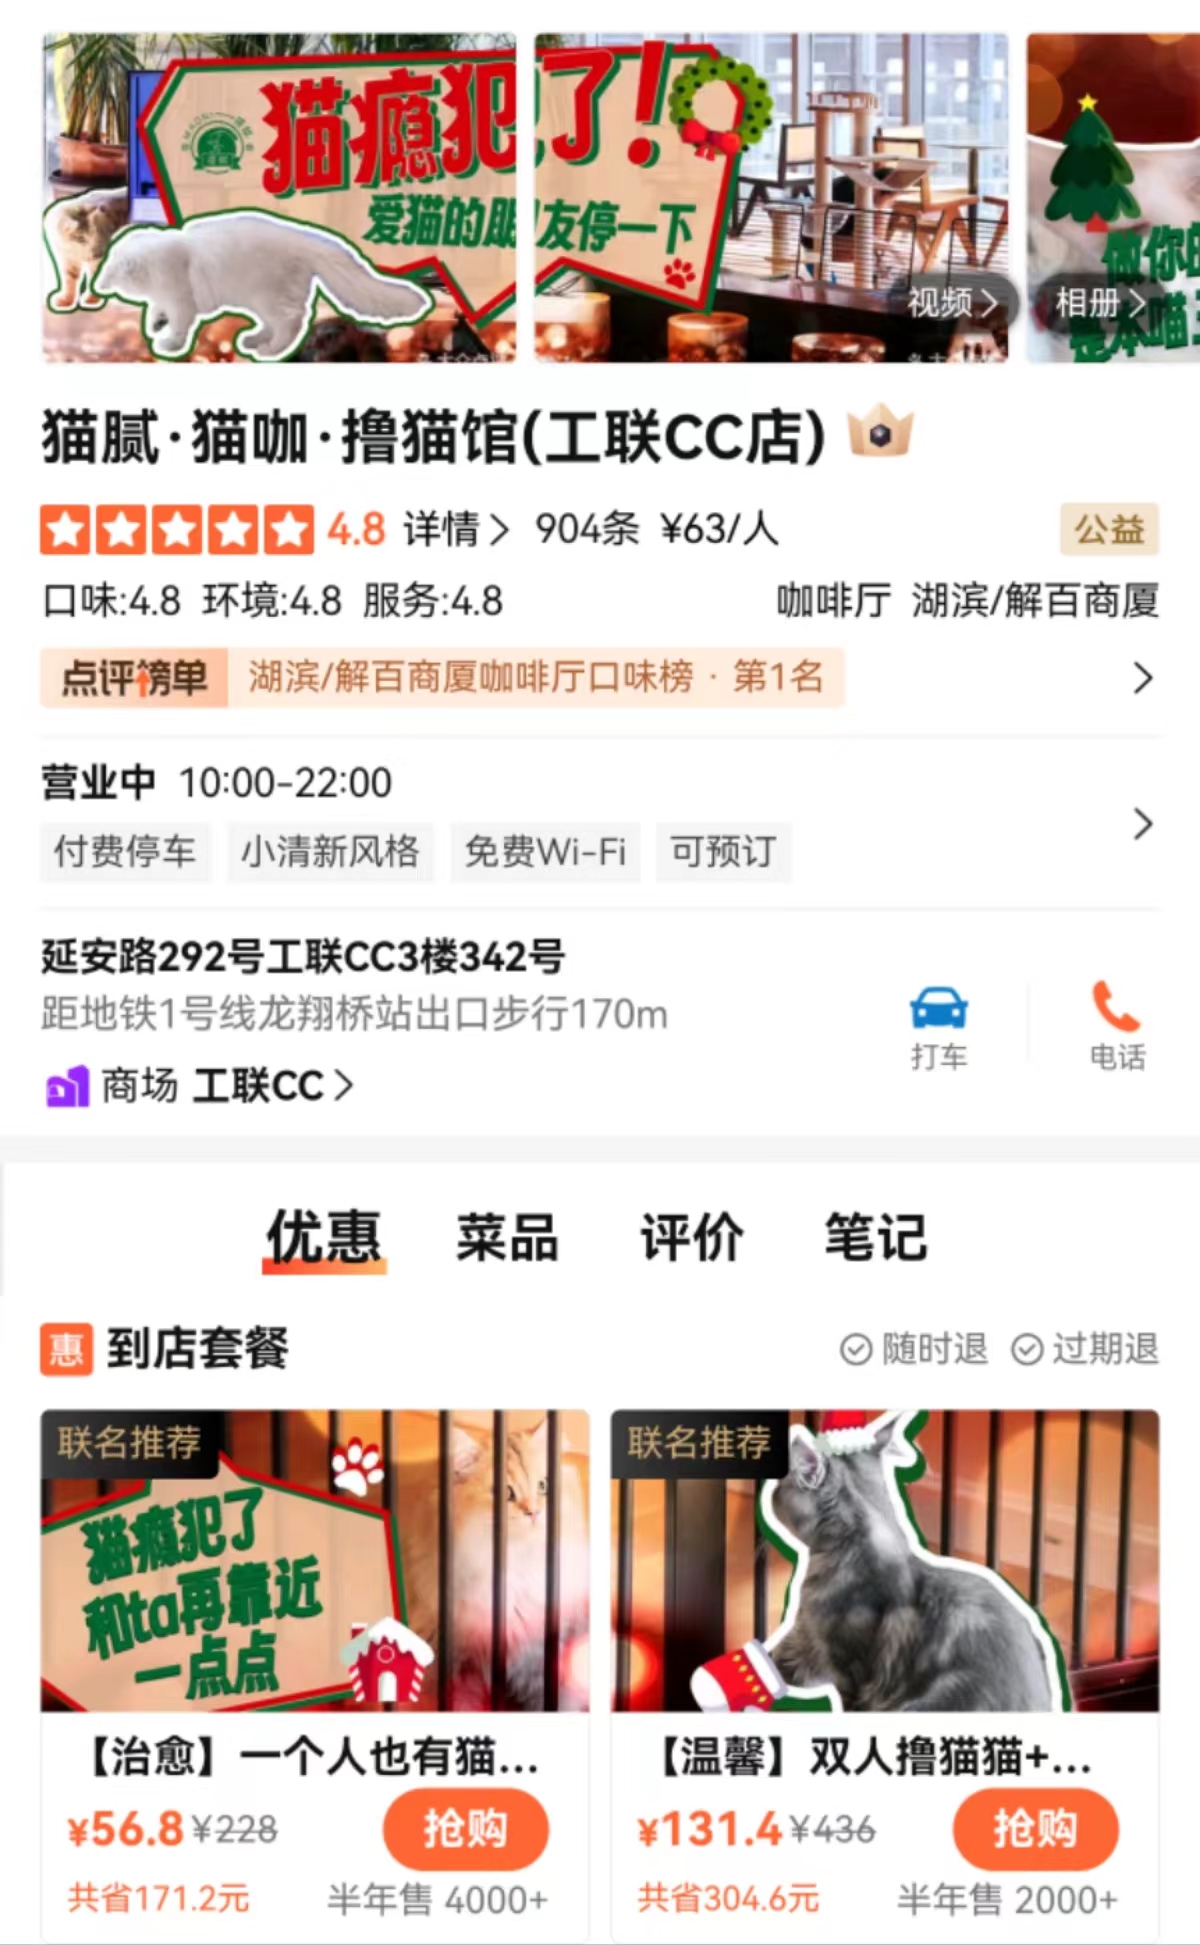 猫瘾犯了!
爱猫的朋友停一下
视频
相册
猫腻·猫咖·撸猫馆(工联CC店)
4.8 详情 904条 ¥63/人 公益
口味:4.8 环境:4.8 服务:4.8 咖啡厅 湖滨/解百商厦
点评榜单 湖滨/解百商厦咖啡厅口味榜 · 第1名
营业中 10:00-22:00
付费停车 小清新风格 免费Wi-Fi 可预订
延安路292号工联CC3楼342号
距地铁1号线龙翔桥站出口步行170m
打车 电话
商场 工联CC
优惠 菜品 评价 笔记
惠 到店套餐 随时退 过期退
联名推荐
猫瘾犯了
和ta再靠近
一点点
【治愈】一个人也有猫...
¥56.8 ¥228 抢购
共省171.2元 半年售 4000+
联名推荐
【温馨】双人撸猫猫+...
¥131.4 ¥436 抢购
共省304.6元 半年售 2000+